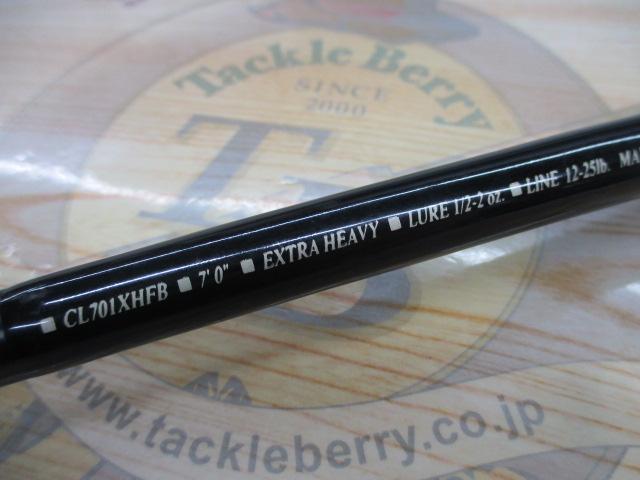 Tackle Berry
SINCE
2000
TB
■ CL701XHFB ■ 7' 0" ■ EXTRA HEAVY ■ LURE 1/2-2 oz. ■ LINE 12-25lb.
www.tackleberry.co.jp